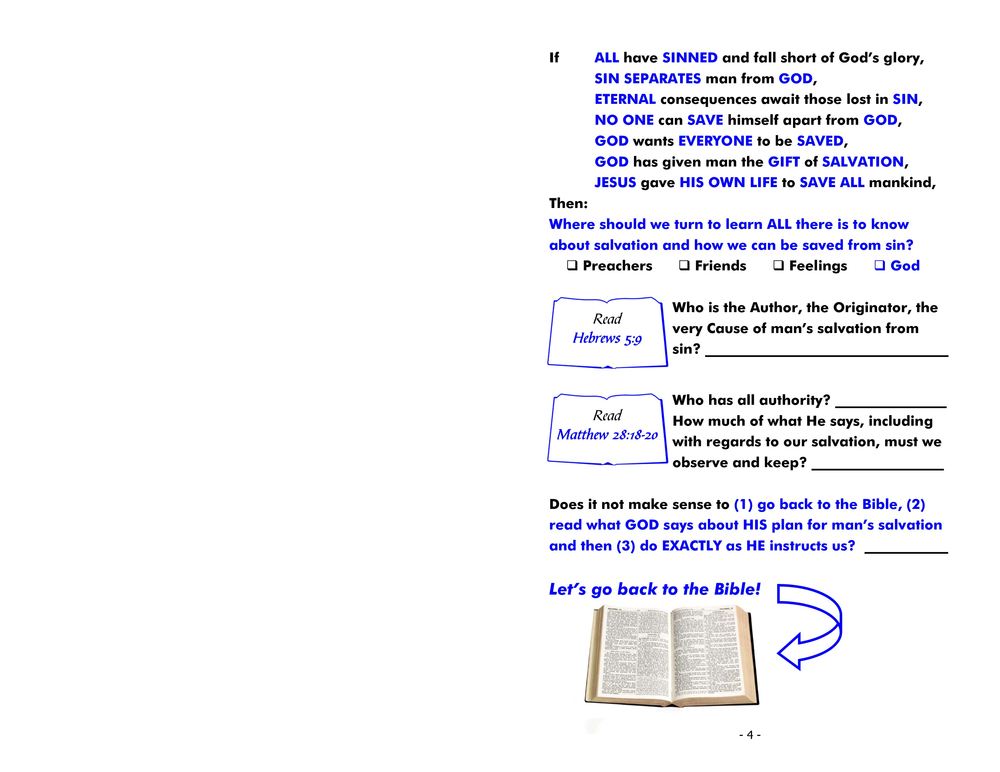 If ALL have SINNED and fall short of God's glory,
SIN SEPARATES man from GOD,
ETERNAL consequences await those lost in SIN,
NO ONE can SAVE himself apart from GOD,
GOD wants EVERYONE to be SAVED,
GOD has given man the GIFT of SALVATION,
JESUS gave HIS OWN LIFE to SAVE ALL mankind,
Then:
Where should we turn to learn ALL there is to know
about salvation and how we can be saved from sin?
❑ Preachers ❑ Friends ❑ Feelings ❑ God
Read
Hebrews 5:9
Who is the Author, the Originator, the
very Cause of man's salvation from
sin? ____________________
Read
Matthew 28:18-20
Who has all authority? ____________________
How much of what He says, including
with regards to our salvation, must we
observe and keep? ____________________
Does it not make sense to (1) go back to the Bible, (2)
read what GOD says about HIS plan for man's salvation
and then (3) do EXACTLY as HE instructs us? ____________________
Let's go back to the Bible!
- 4 -